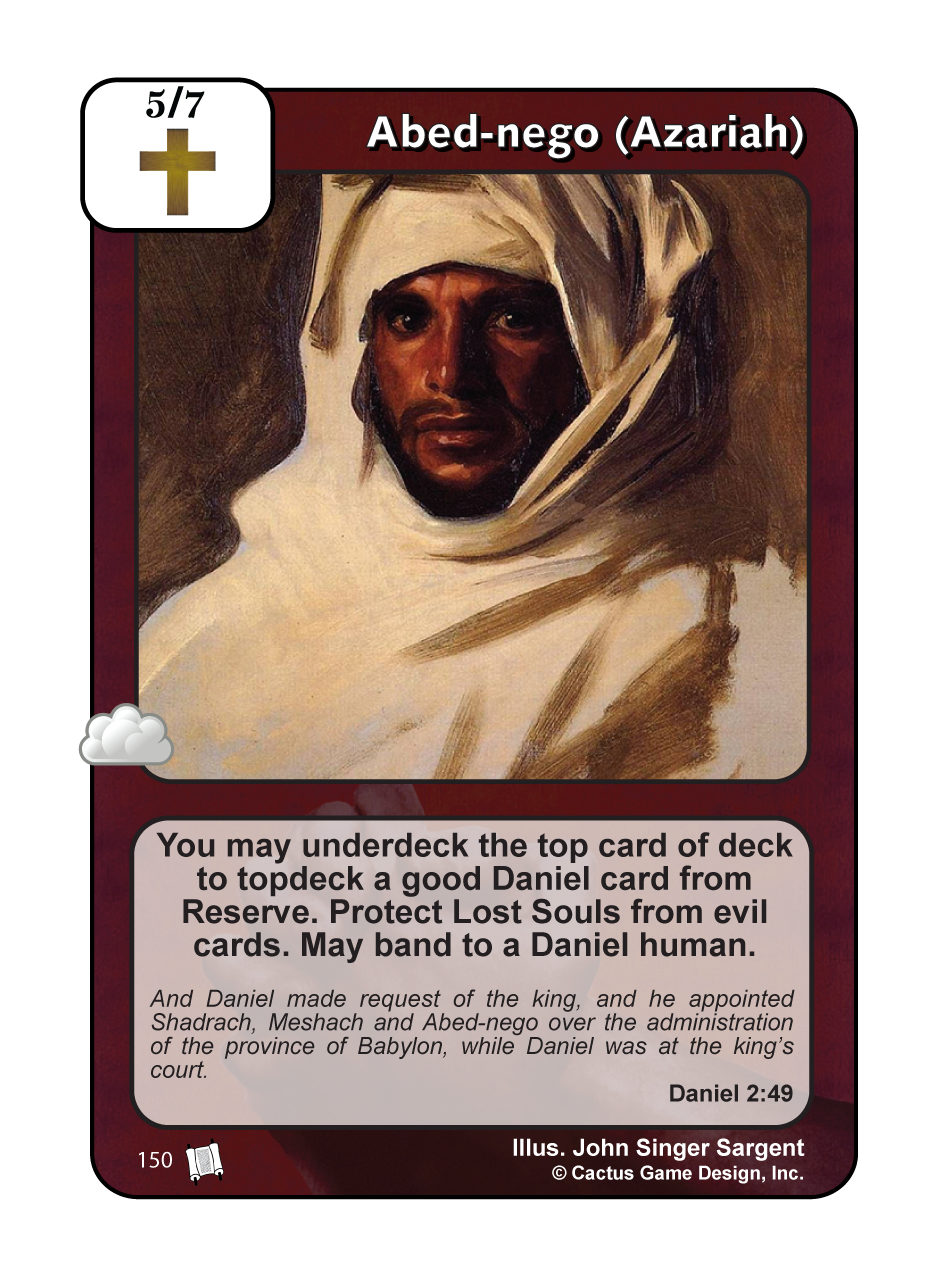 5/7
Abed-nego (Azariah)
You may underdeck the top card of deck
to topdeck a good Daniel card from
Reserve. Protect Lost Souls from evil
cards. May band to a Daniel human.
And Daniel made request of the king, and he appointed
Shadrach, Meshach and Abed-nego over the administration
of the province of Babylon, while Daniel was at the king's
court.
Daniel 2:49
150
Illus. John Singer Sargent
© Cactus Game Design, Inc.